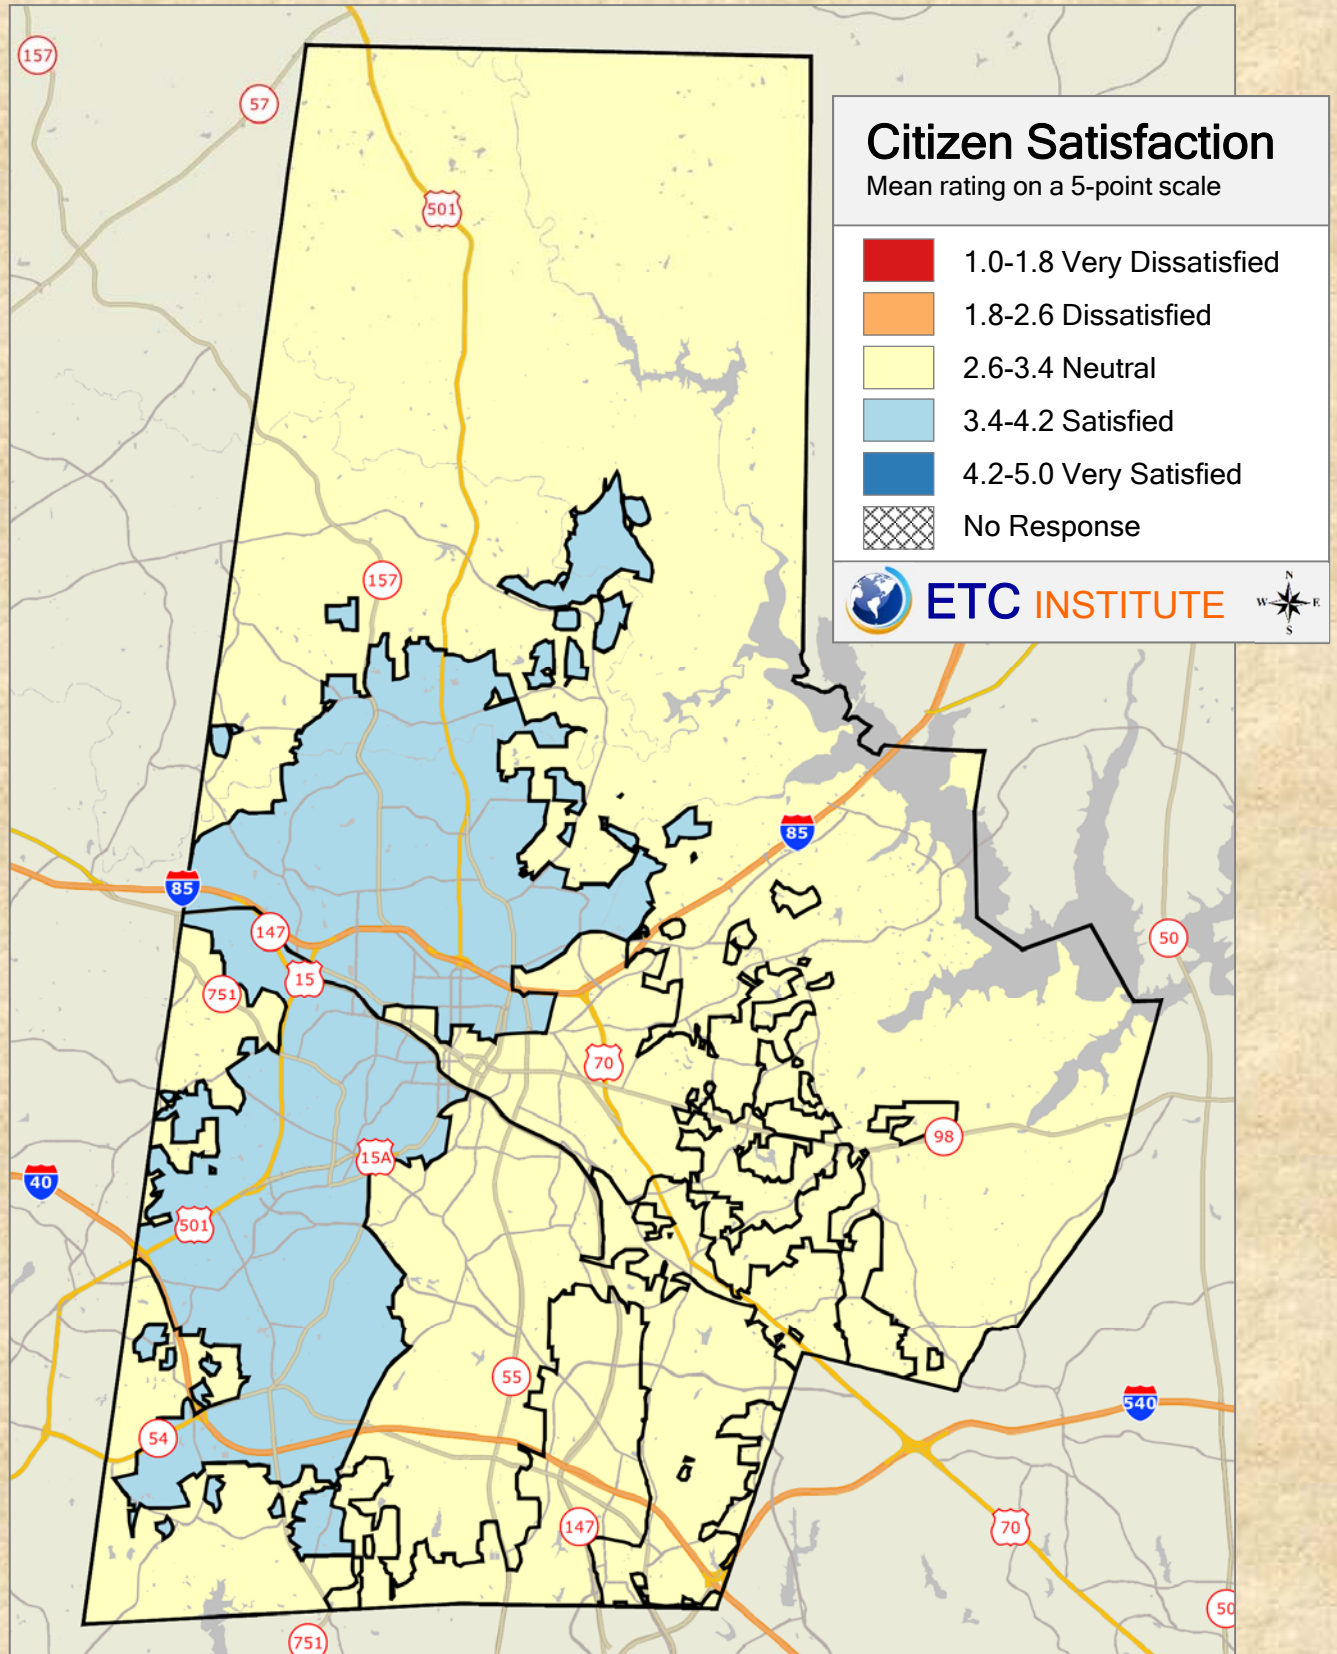 157
57
501
Citizen Satisfaction
Mean rating on a 5-point scale
1.0-1.8 Very Dissatisfied
1.8-2.6 Dissatisfied
2.6-3.4 Neutral
3.4-4.2 Satisfied
4.2-5.0 Very Satisfied
No Response
ETC INSTITUTE
N
W E
S
157
85
85
147
50
15
751
70
98
15A
40
501
55
540
54
147
70
50
751